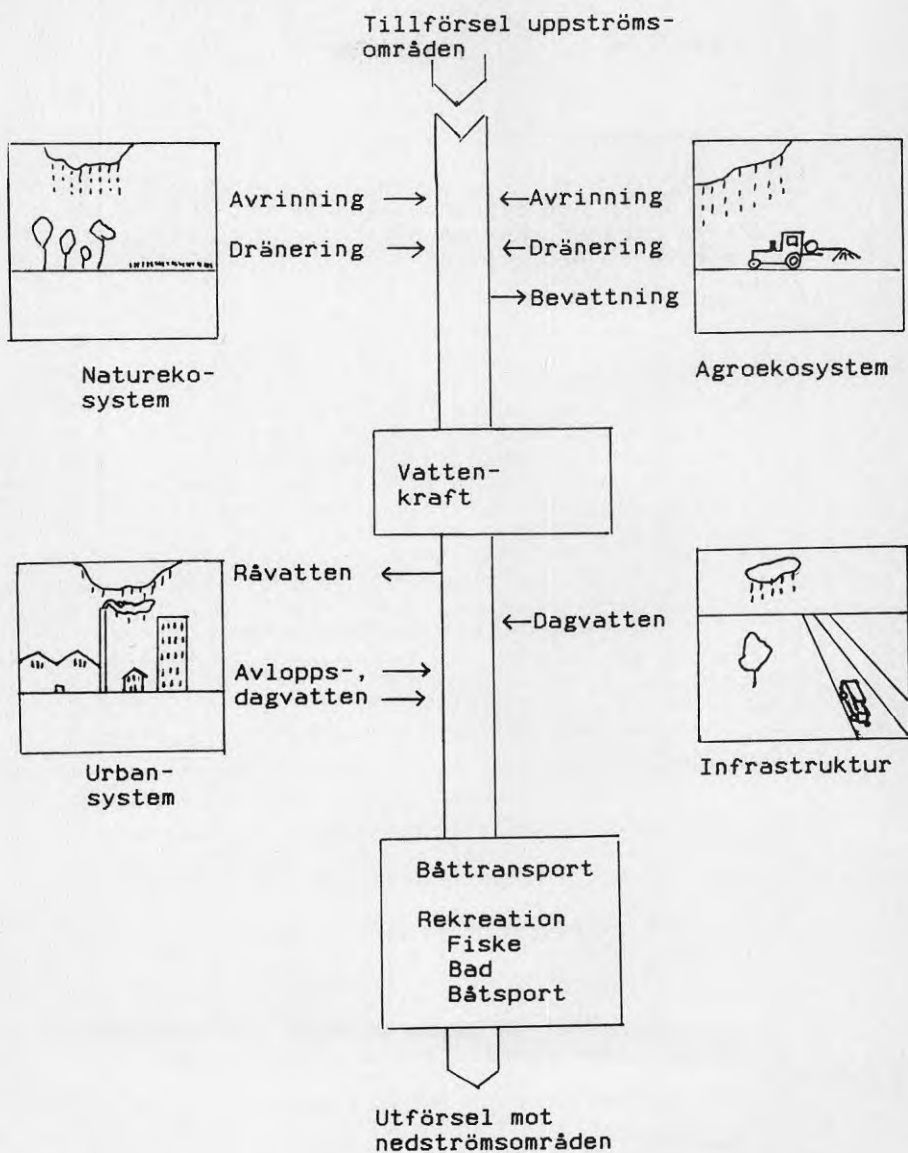 Tillförsel uppströms-
områden
Avrinning
Dränering
Avrinning
Dränering
Bevattning
Natureko-
system
Agroekosystem
Vatten-
kraft
Råvatten
Avlopps-,
dagvatten
Dagvatten
Urban-
system
Infrastruktur
Båttransport
Rekreation
Fiske
Bad
Båtsport
Utförsel mot
nedströmsområden